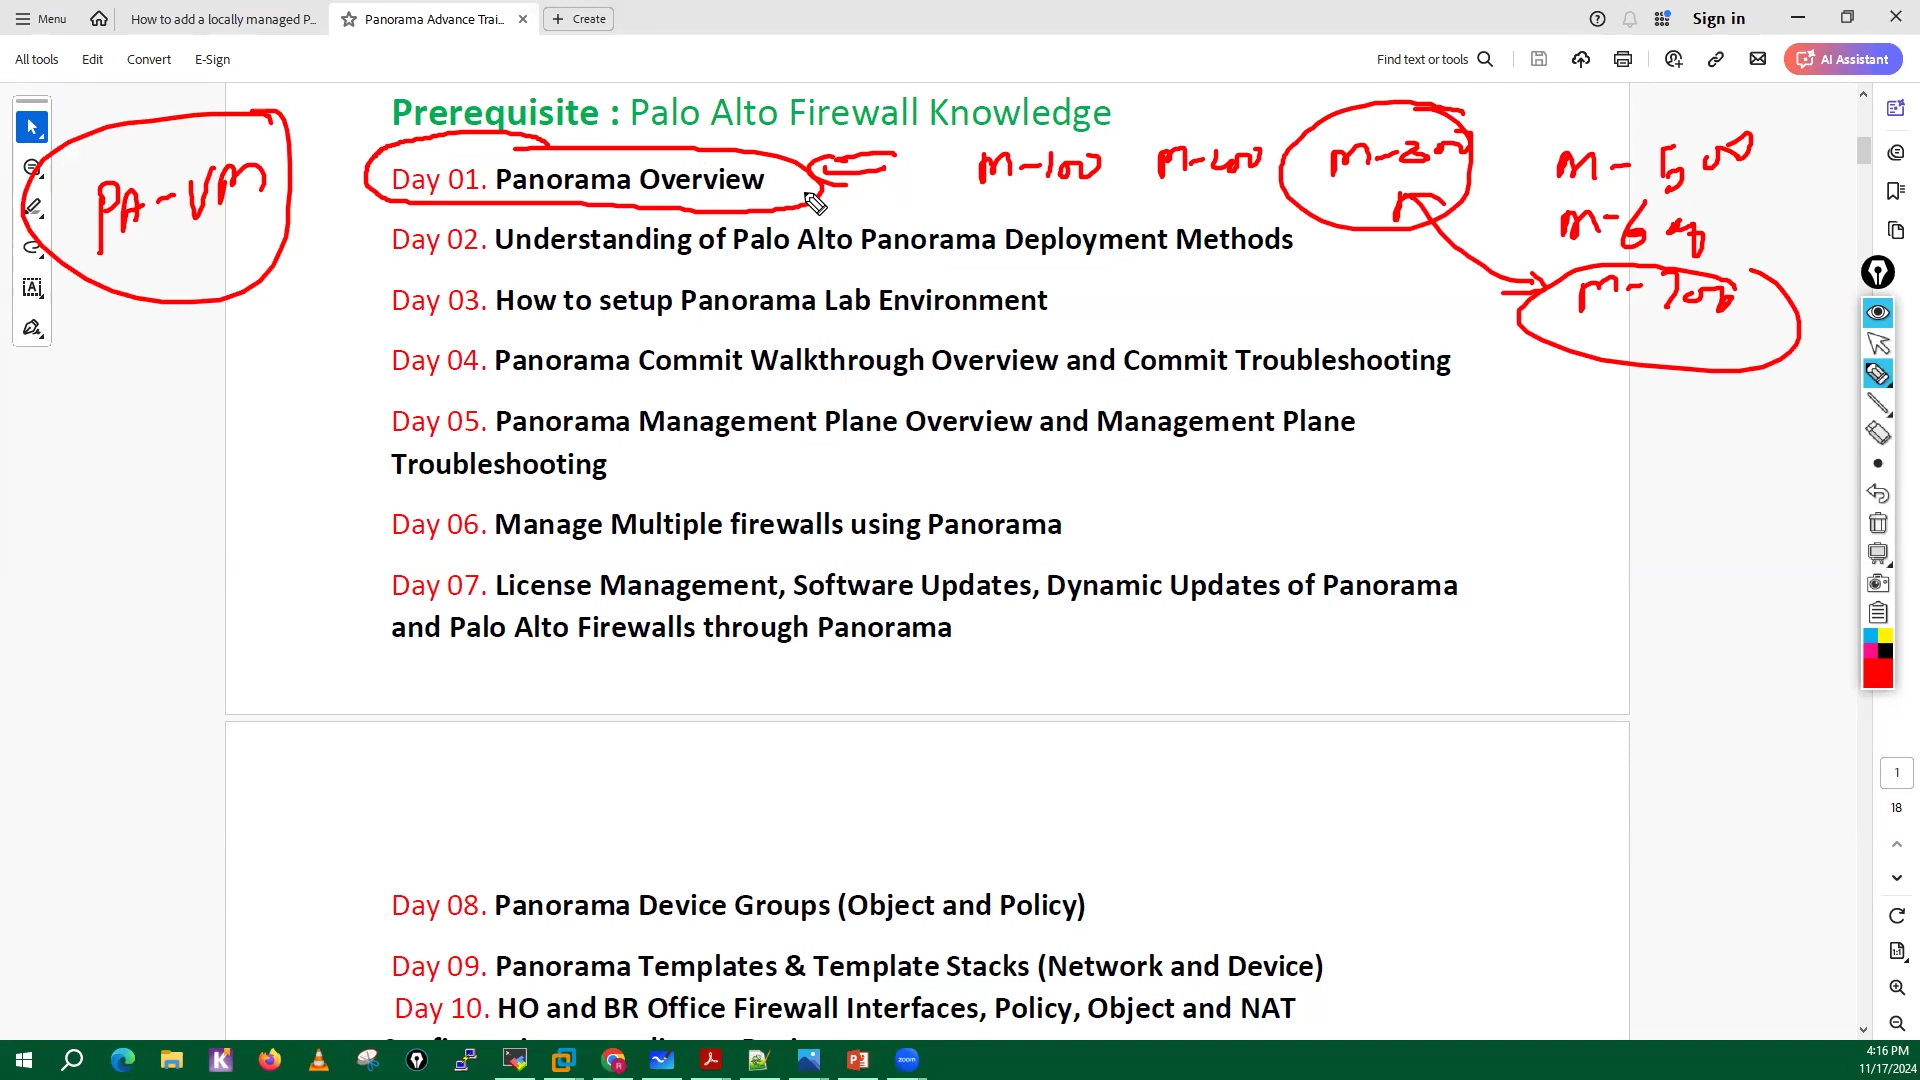 Menu
How to add a locally managed P...
Panorama Advance Trai...
Create
Sign in
All tools
Edit
Convert
E-Sign
Find text or tools
AI Assistant
Prerequisite : Palo Alto Firewall Knowledge
PA-VM
Day 01. Panorama Overview
M-100
M-200
M-500
M-700
Day 02. Understanding of Palo Alto Panorama Deployment Methods
Day 03. How to setup Panorama Lab Environment
Day 04. Panorama Commit Walkthrough Overview and Commit Troubleshooting
Day 05. Panorama Management Plane Overview and Management Plane
Troubleshooting
Day 06. Manage Multiple firewalls using Panorama
Day 07. License Management, Software Updates, Dynamic Updates of Panorama
and Palo Alto Firewalls through Panorama
1
18
Day 08. Panorama Device Groups (Object and Policy)
Day 09. Panorama Templates & Template Stacks (Network and Device)
Day 10. HO and BR Office Firewall Interfaces, Policy, Object and NAT
zoom
4:16 PM
11/17/2024